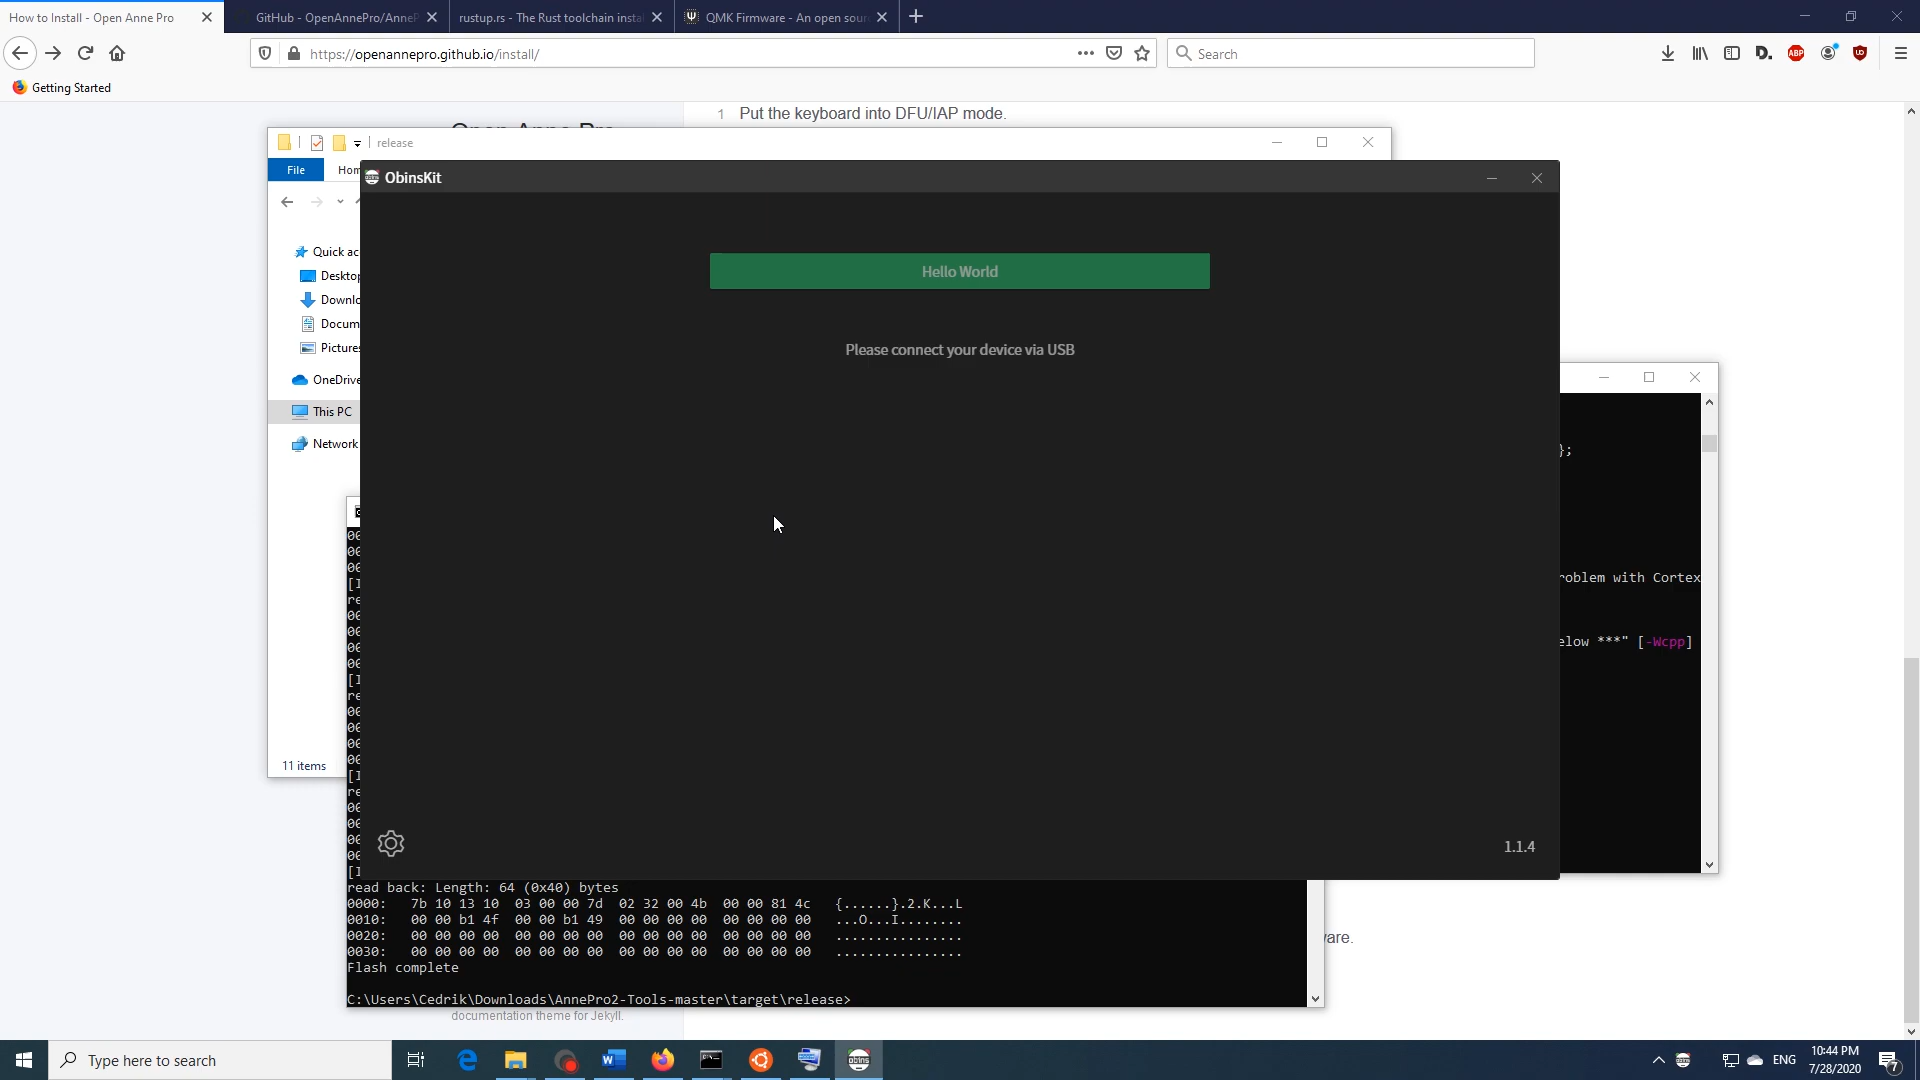 How to Install - Open Anne Pro
GitHub - OpenAnnePro/AnneP
rustup.rs - The Rust toolchain insta
QMK Firmware - An open sour
https://openannepro.github.io/install/
Search
Getting Started
1 Put the keyboard into DFU/IAP mode.
Open Anne Pro
release
File
Hom
ObinsKit
Hello World
Please connect your device via USB
Quick ac
Desktop
Downlo
Docum
Pictures
OneDrive
This PC
Network
11 items
};
roblem with Cortex
elow ***" [-Wcpp]
1.1.4
read back: Length: 64 (0x40) bytes
0000: 7b 10 13 10 03 00 00 7d 02 32 00 4b 00 00 81 4c {......}.2.K...L
0010: 00 00 b1 4f 00 00 b1 49 00 00 00 00 00 00 00 00 ...O...I........
0020: 00 00 00 00 00 00 00 00 00 00 00 00 00 00 00 00 ................
0030: 00 00 00 00 00 00 00 00 00 00 00 00 00 00 00 00 ................
Flash complete
C:\Users\Cedrik\Downloads\AnnePro2-Tools-master\target\release>
ware.
documentation theme for Jekyll.
Type here to search
ENG
10:44 PM
7/28/2020
7